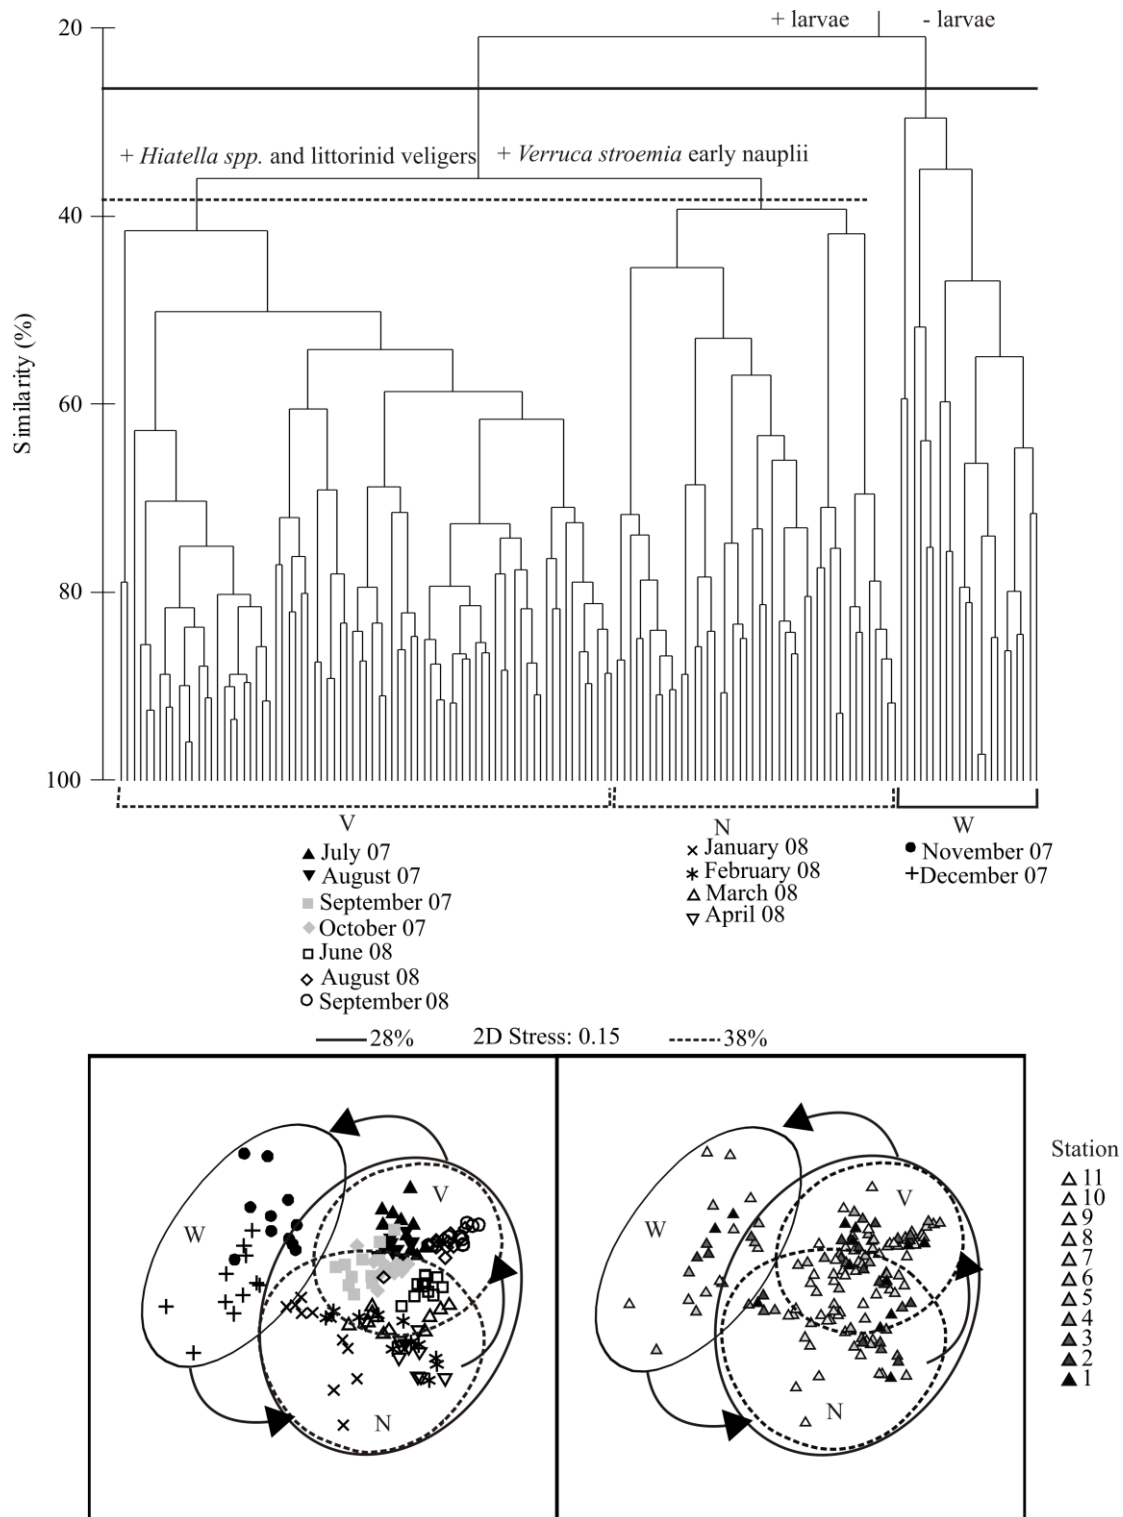 + larvae - larvae
20
+ Hiatella spp. and littorinid veligers + Verruca stroemia early nauplii
40
Similarity (%)
60
80
100
V
July 07
August 07
September 07
October 07
June 08
August 08
September 08
N
January 08
February 08
March 08
April 08
W
November 07
December 07
28% 2D Stress: 0.15 38%
V
W
N
V
W
N
Station
11
10
9
8
7
6
5
4
3
2
1